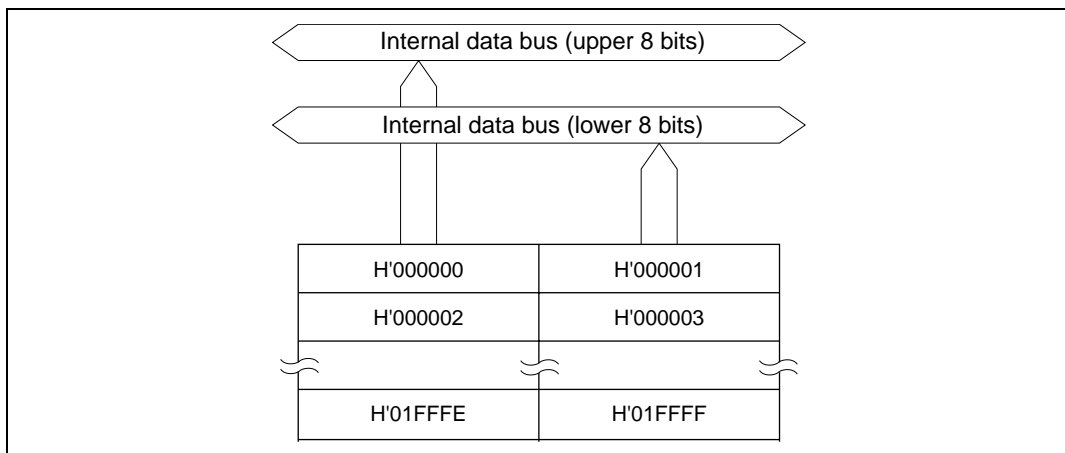 Internal data bus (upper 8 bits)
Internal data bus (lower 8 bits)
H'000000 H'000001
H'000002 H'000003
H'01FFFE H'01FFFF